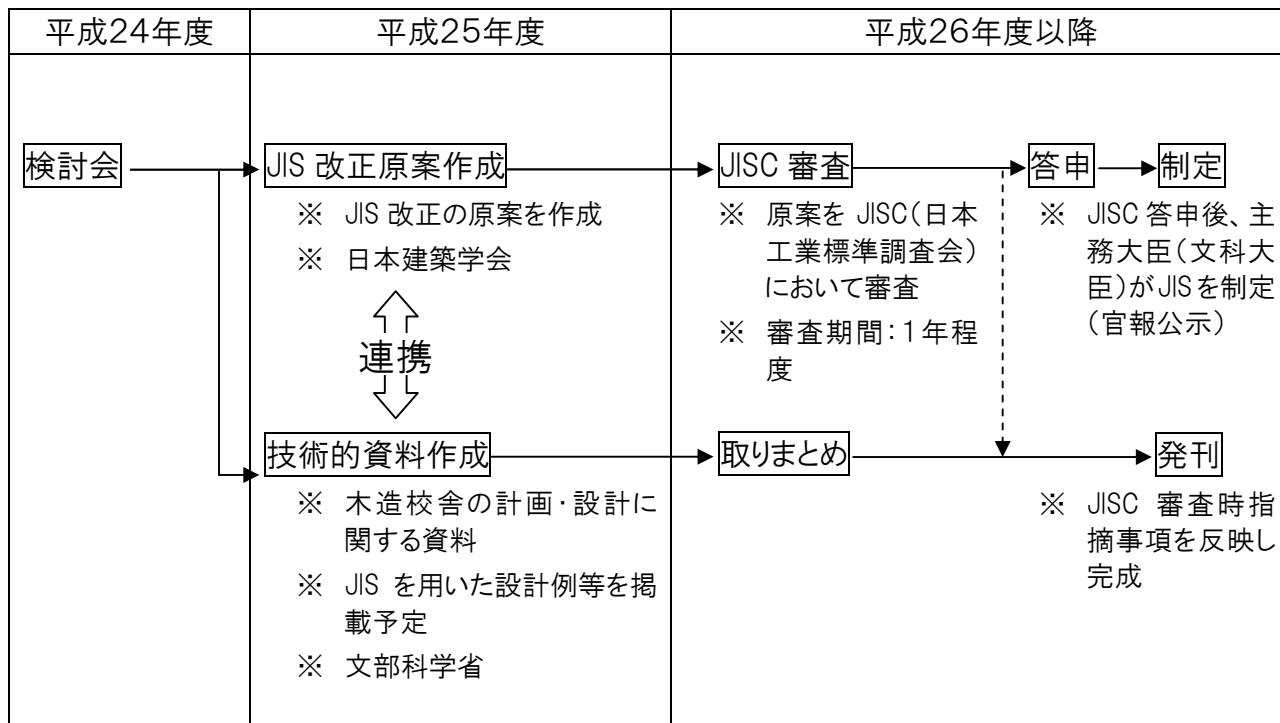 平成24年度
平成25年度
平成26年度以降
検討会
JIS 改正原案作成
※ JIS 改正の原案を作成
※ 日本建築学会
連携
技術的資料作成
※ 木造校舎の計画・設計に
関する資料
※ JIS を用いた設計例等を掲
載予定
※ 文部科学省
JISC 審査
※ 原案を JISC(日本
工業標準調査会)
において審査
※ 審査期間:1年程
度
取りまとめ
答申
制定
※ JISC 答申後、主
務大臣(文科大
臣)がJISを制定
(官報公示)
発刊
※ JISC 審査時指
摘事項を反映し
完成